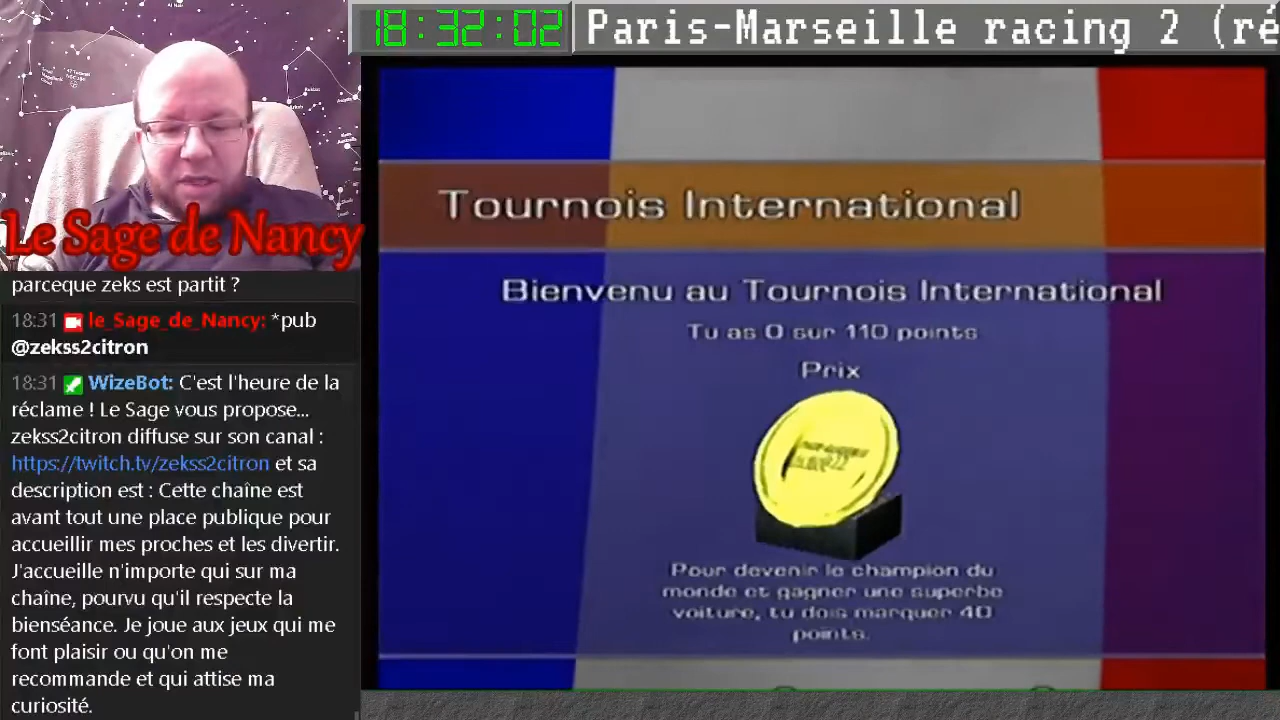 18:32:02
Paris-Marseille racing 2 (ré
Le Sage de Nancy
parceque zeks est partit ?
18:31 le_Sage_de_Nancy: *pub
@zekss2citron
18:31 WizeBot: C'est l'heure de la
réclame ! Le Sage vous propose...
zekss2citron diffuse sur son canal :
https://twitch.tv/zekss2citron et sa
description est : Cette chaîne est
avant tout une place publique pour
accueillir mes proches et les divertir.
J'accueille n'importe qui sur ma
chaîne, pourvu qu'il respecte la
bienséance. Je joue aux jeux qui me
font plaisir ou qu'on me
recommande et qui attise ma
curiosité.
Tournois International
Bienvenu au Tournois International
Tu as 0 sur 110 points
Prix
Pour devenir le champion du
monde et gagner une superbe
voiture, tu dois marquer 40
points.